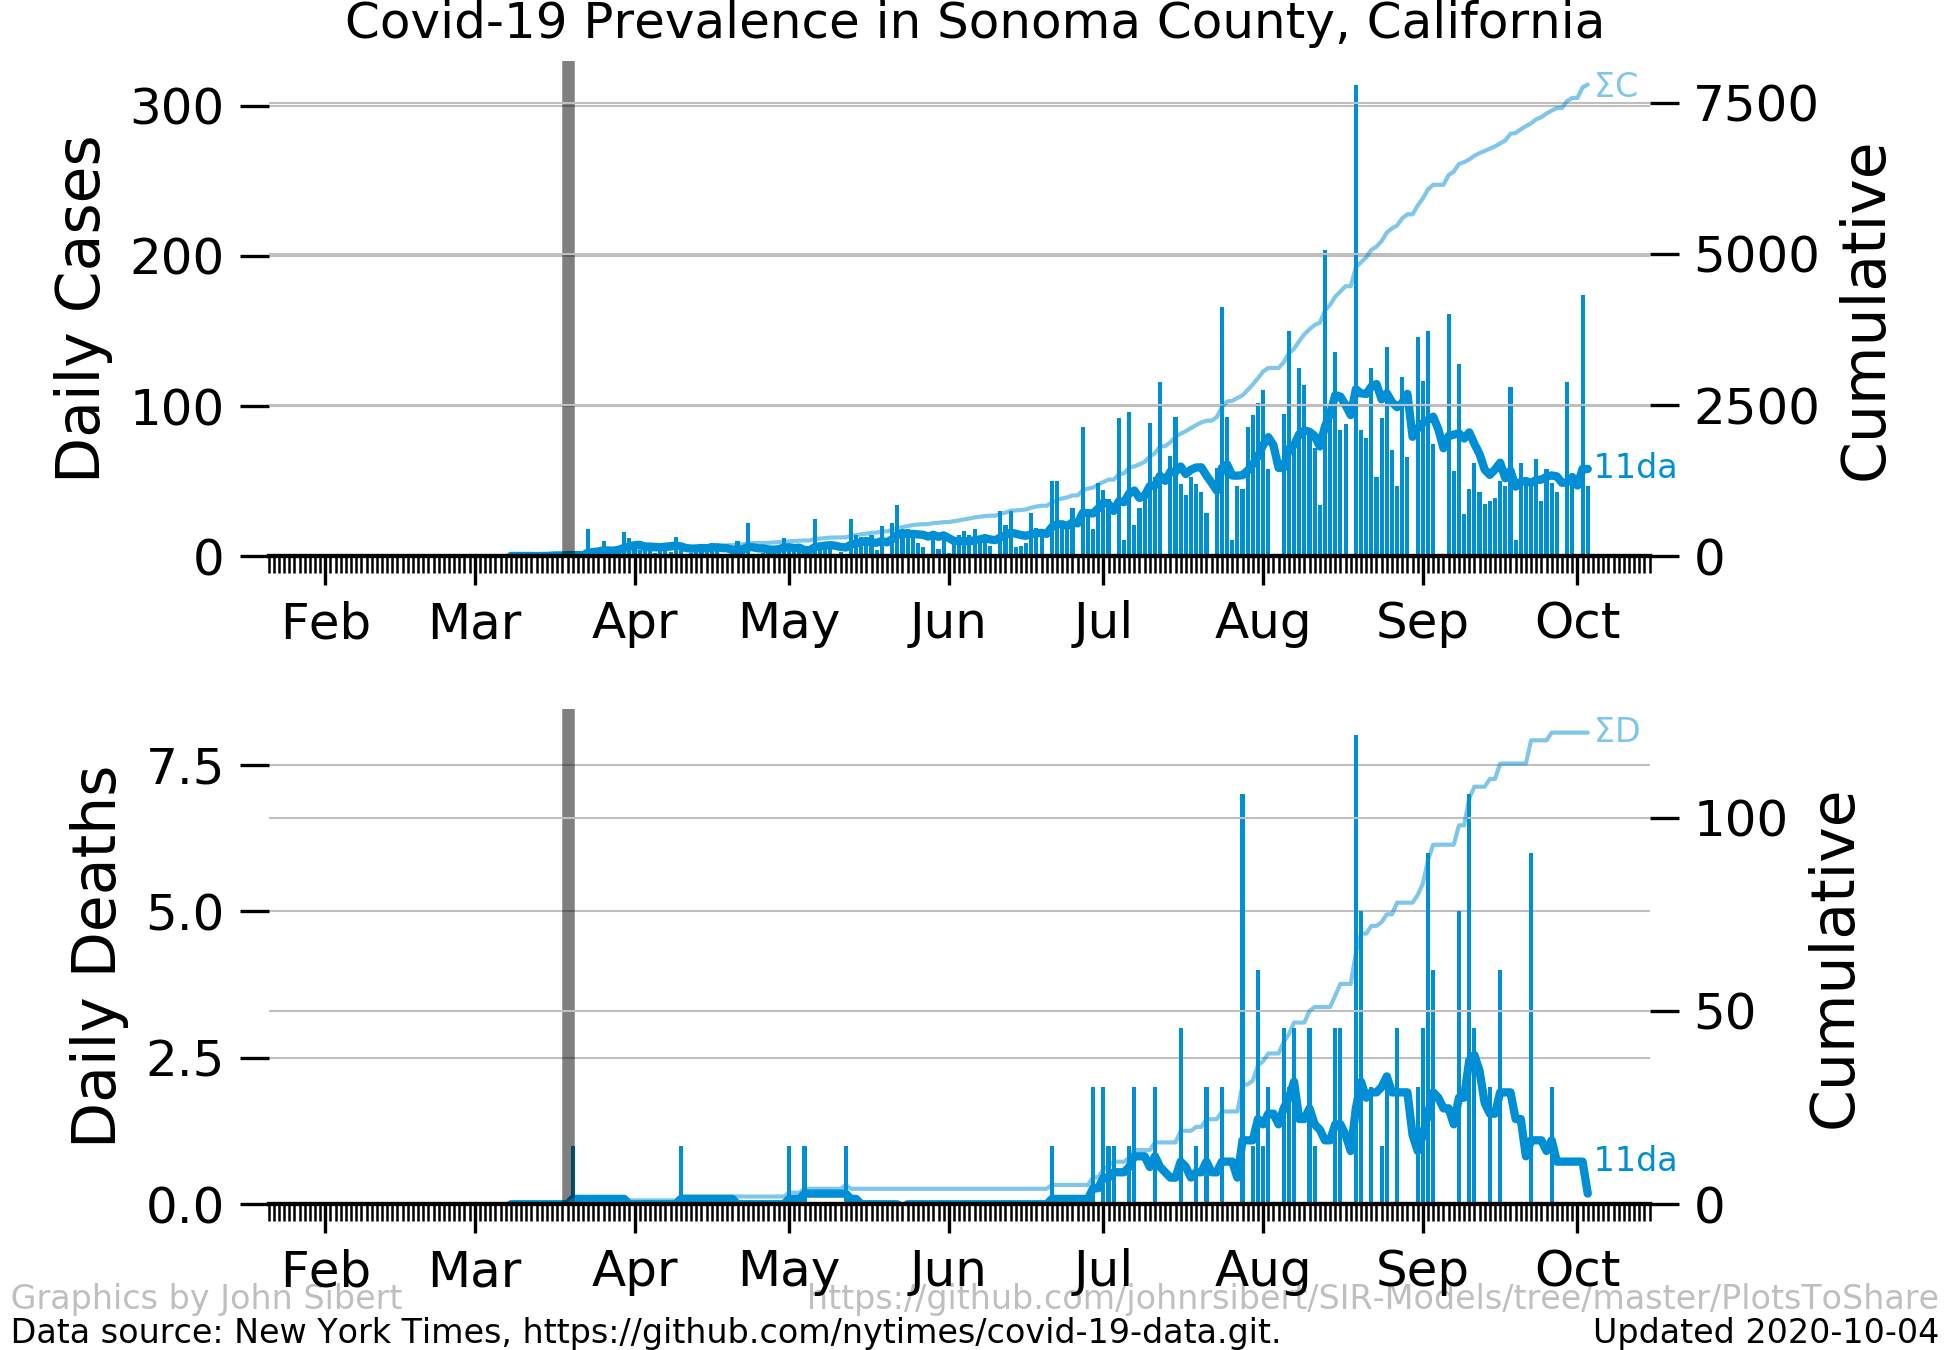 Covid-19 Prevalence in Sonoma County, California
Daily Cases
300
200
100
0
7500
5000
2500
0
Cumulative
ΣC
11da
Feb Mar Apr May Jun Jul Aug Sep Oct
Daily Deaths
7.5
5.0
2.5
0.0
100
50
0
Cumulative
ΣD
11da
Feb Mar Apr May Jun Jul Aug Sep Oct
Graphics by John Sibert https://github.com/johnrsibert/SIR-Models/tree/master/PlotsToShare
Data source: New York Times, https://github.com/nytimes/covid-19-data.git. Updated 2020-10-04